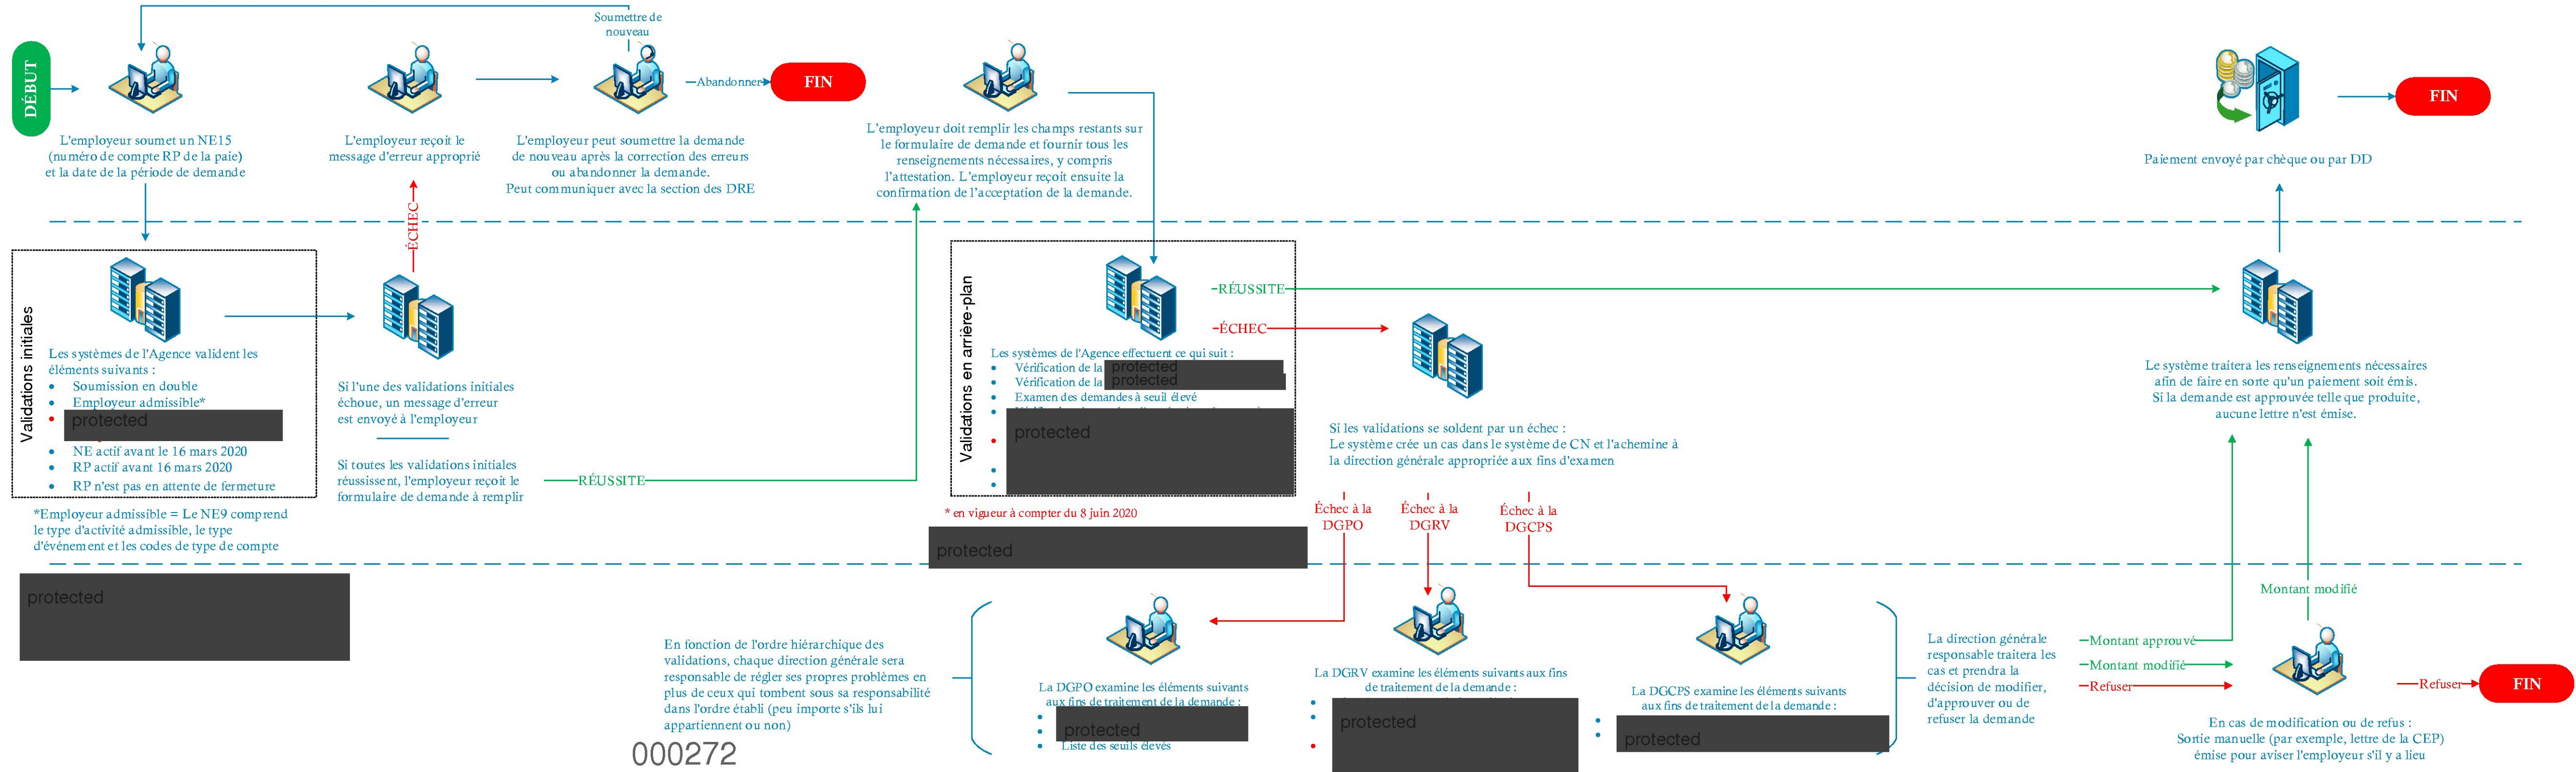 DÉBUT
L'employeur soumet un NE15
(numéro de compte RP de la paie)
et la date de la période de demande
L'employeur reçoit le
message d'erreur approprié
Soumettre de
nouveau
L'employeur peut soumettre la demande
de nouveau après la correction des erreurs
ou abandonner la demande.
Peut communiquer avec la section des DRE
Abandonner
FIN
L'employeur doit remplir les champs restants sur
le formulaire de demande et fournir tous les
renseignements nécessaires, y compris
l'attestation. L'employeur reçoit ensuite la
confirmation de l'acceptation de la demande.
Paiement envoyé par chèque ou par DD
FIN
ÉCHEC
Validations initiales
Les systèmes de l'Agence valident les
éléments suivants :
• Soumission en double
• Employeur admissible*
• protected
• NE actif avant le 16 mars 2020
• RP actif avant 16 mars 2020
• RP n'est pas en attente de fermeture
*Employeur admissible = Le NE9 comprend
le type d'activité admissible, le type
d'événement et les codes de type de compte
protected
Si l'une des validations initiales
échoue, un message d'erreur
est envoyé à l'employeur
Si toutes les validations initiales
réussissent, l'employeur reçoit le
formulaire de demande à remplir
RÉUSSITE
Validations en arrière-plan
Les systèmes de l'Agence effectuent ce qui suit :
• Vérification de la protected
• Vérification de la protected
• Examen des demandes à seuil élevé
protected
* en vigueur à compter du 8 juin 2020
protected
RÉUSSITE
ÉCHEC
Si les validations se soldent par un échec :
Le système crée un cas dans le système de CN et l'achemine à
la direction générale appropriée aux fins d'examen
Échec à la
DGPO
Échec à la
DGRV
Échec à la
DGCPS
Le système traitera les renseignements nécessaires
afin de faire en sorte qu'un paiement soit émis.
Si la demande est approuvée telle que produite,
aucune lettre n'est émise.
En fonction de l'ordre hiérarchique des
validations, chaque direction générale sera
responsable de régler ses propres problèmes en
plus de ceux qui tombent sous sa responsabilité
dans l'ordre établi (peu importe s'ils lui
appartiennent ou non)
000272
La DGPO examine les éléments suivants
aux fins de traitement de la demande :
• protected
• Liste des seuils élevés
La DGRV examine les éléments suivants aux fins
de traitement de la demande :
protected
La DGCPS examine les éléments suivants
aux fins de traitement de la demande :
protected
La direction générale
responsable traitera les
cas et prendra la
décision de modifier,
d'approuver ou de
refuser la demande
Montant approuvé
Montant modifié
Refuser
Montant modifié
En cas de modification ou de refus :
Sortie manuelle (par exemple, lettre de la CEP)
émise pour aviser l'employeur s'il y a lieu
Refuser
FIN